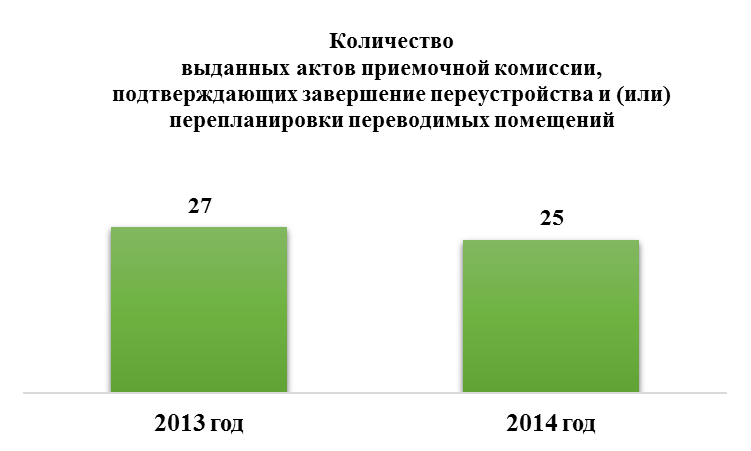 Количество
выданных актов приемочной комиссии,
подтверждающих завершение переустройства и (или)
перепланировки переводимых помещений
27
25
2013 год
2014 год